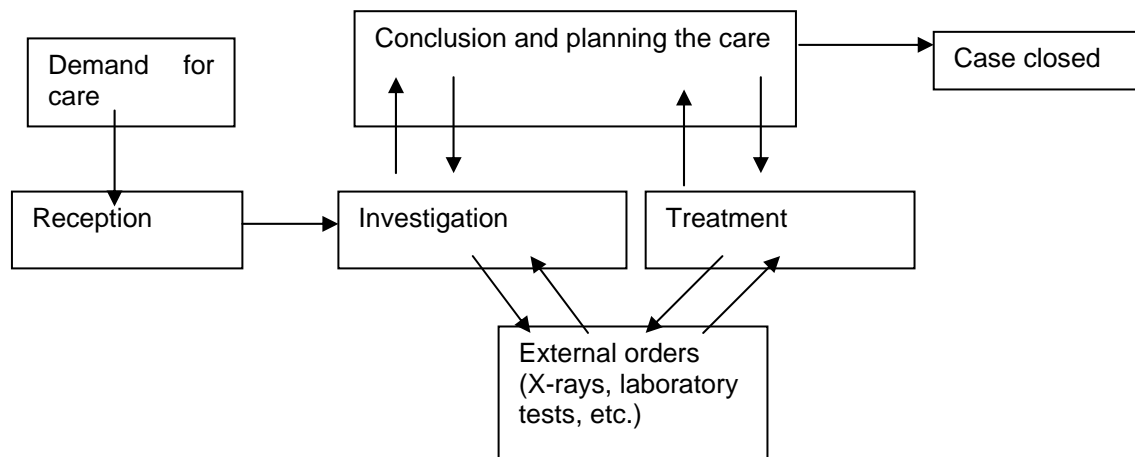 Demand for
care
Conclusion and planning the care
Case closed
Reception
Investigation
Treatment
External orders
(X-rays, laboratory
tests, etc.)